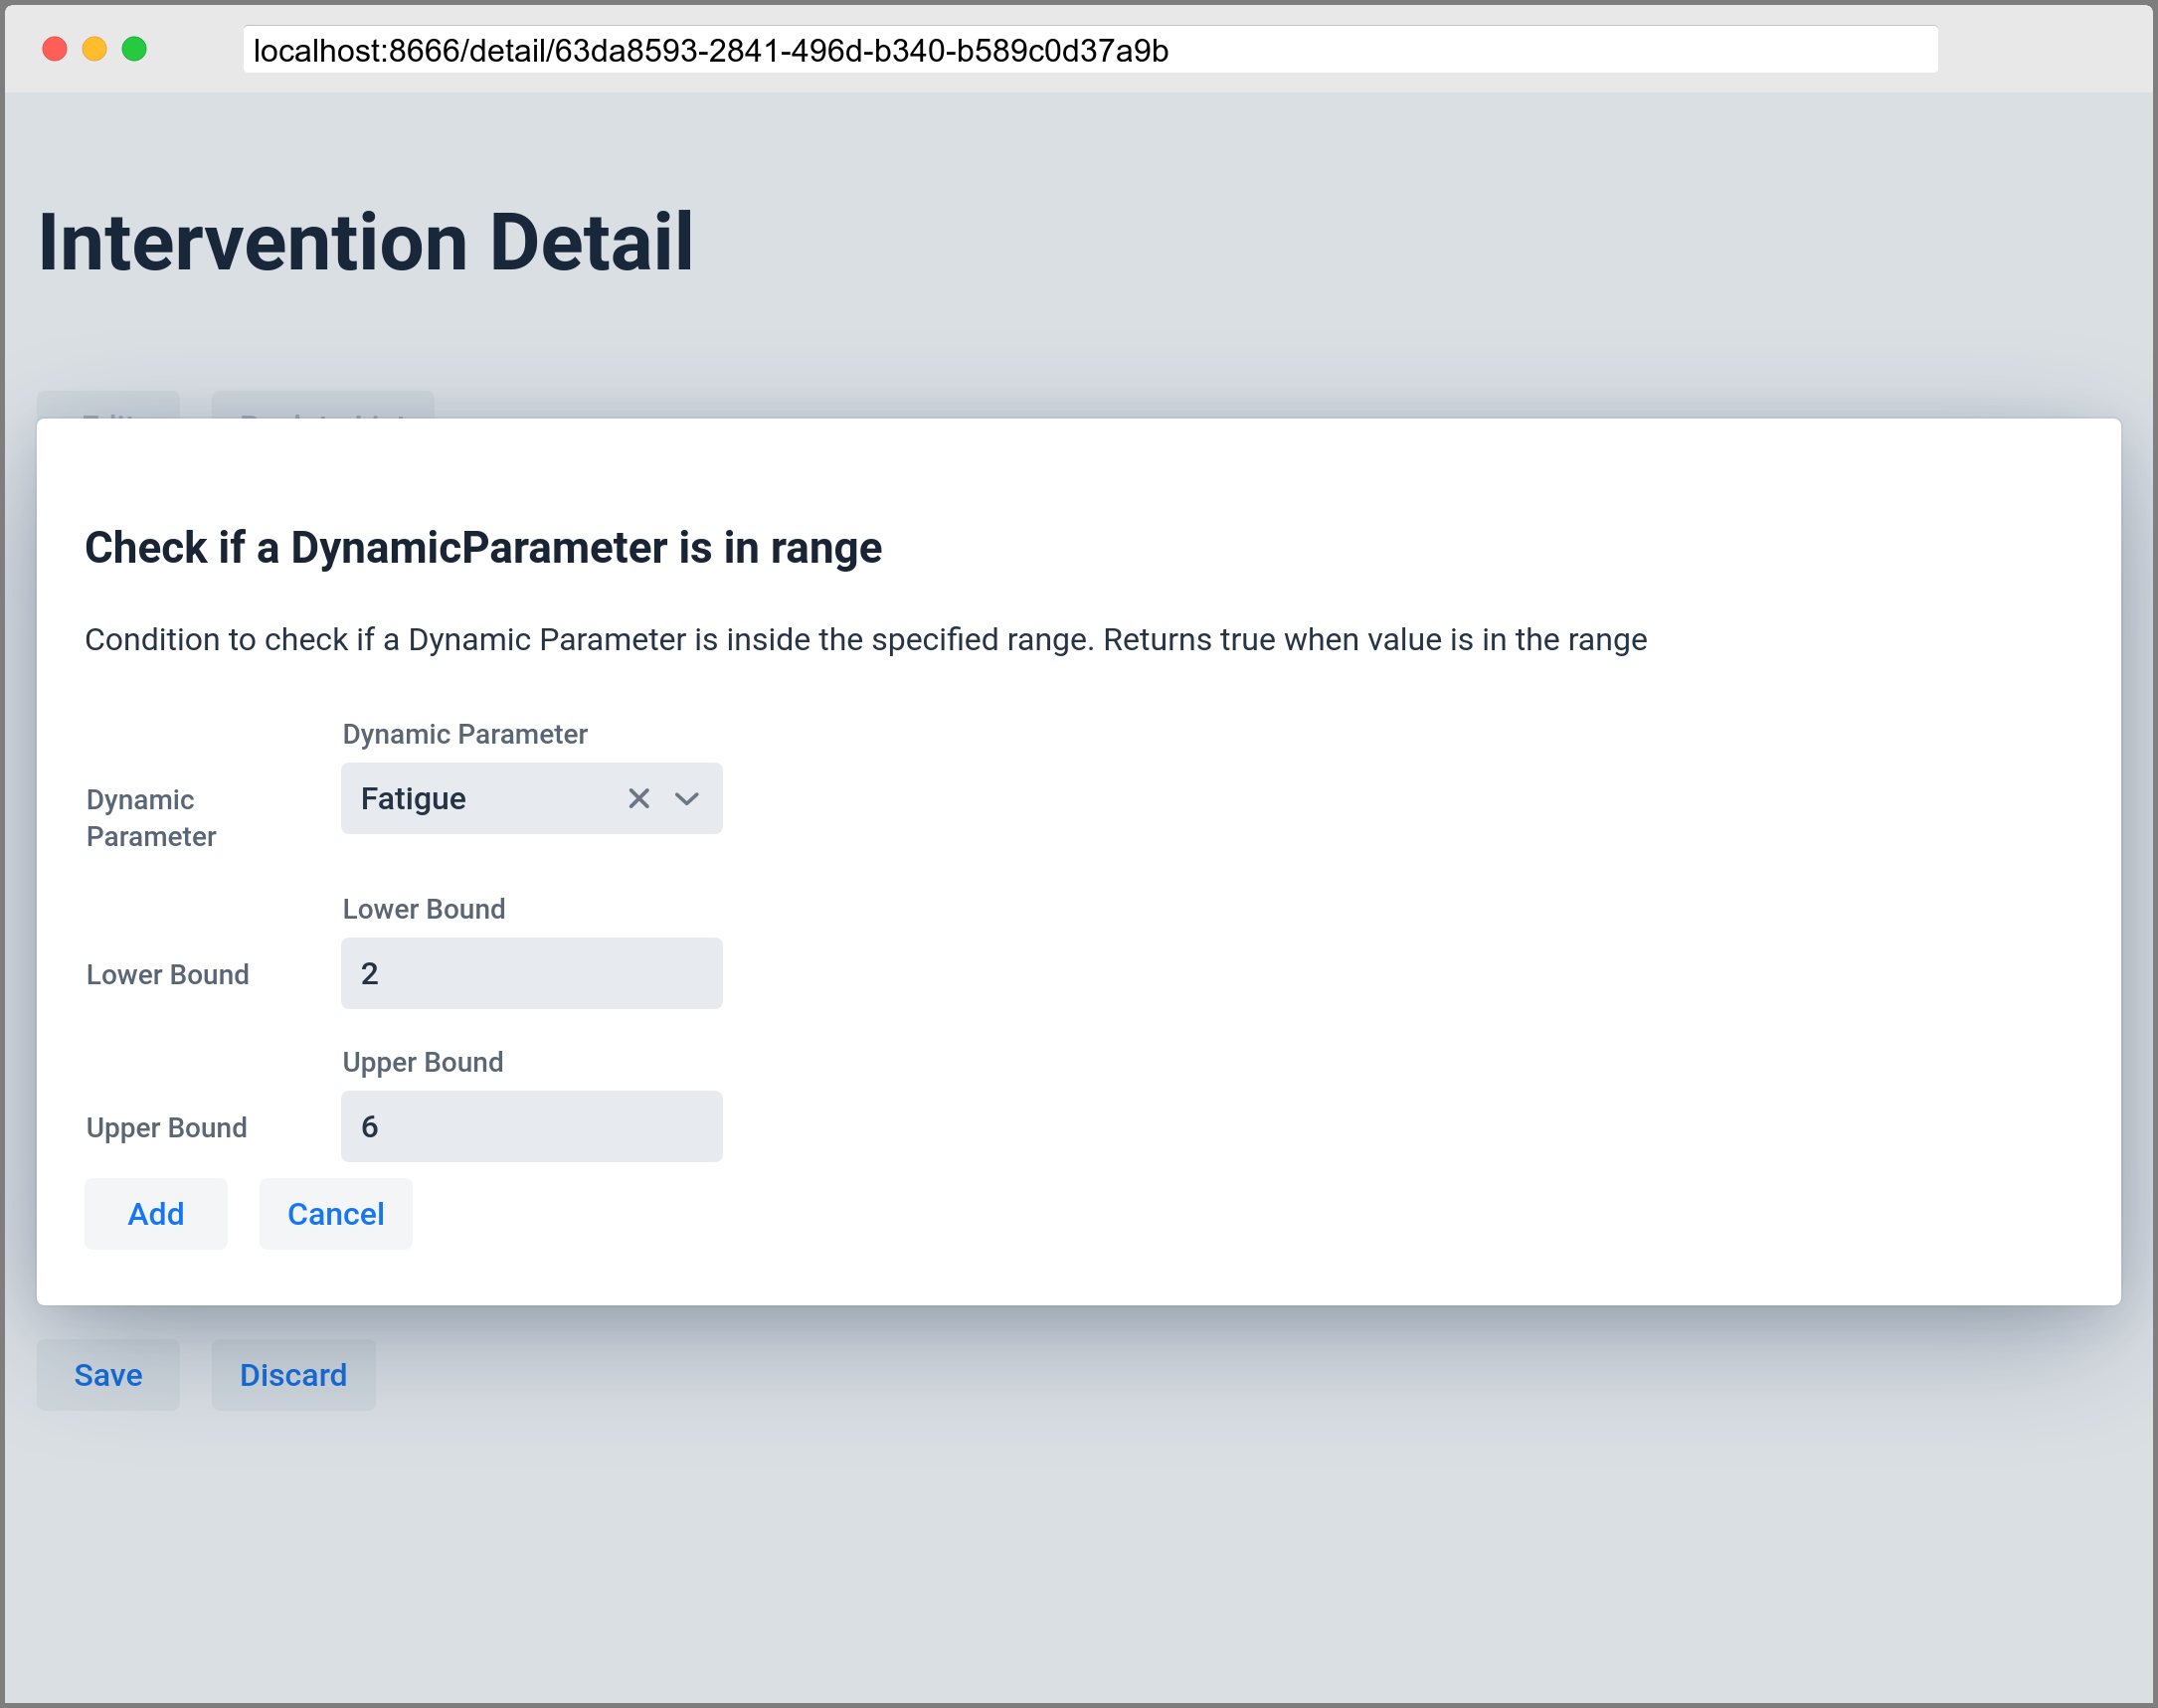 localhost:8666/detail/63da8593-2841-496d-b340-b589c0d37a9b
Intervention Detail
Check if a DynamicParameter is in range
Condition to check if a Dynamic Parameter is inside the specified range. Returns true when value is in the range
Dynamic Parameter
Dynamic
Parameter
Fatigue
Lower Bound
Lower Bound
2
Upper Bound
Upper Bound
6
Add Cancel
Save Discard